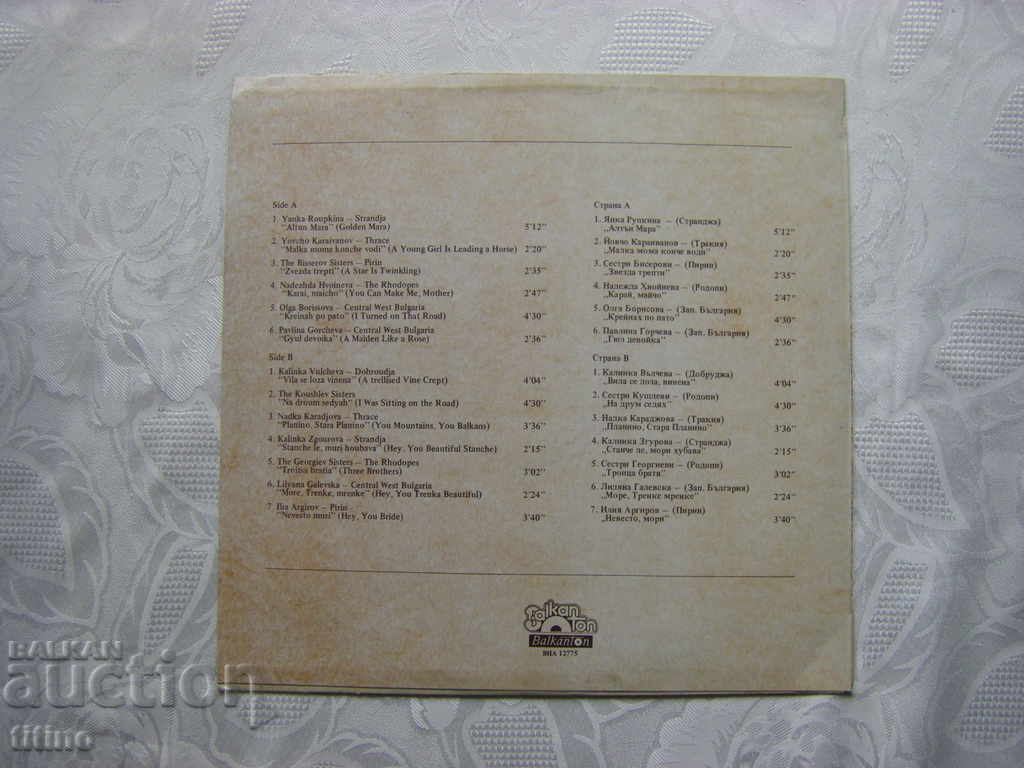 Side A
1. Yanka Roupkina — Strandja
"Altun Mara" (Golden Mara) 5'12"
2. Yovcho Karaivanov — Thrace
"Malka moma konche vodi" (A Young Girl Is Leading a Horse) 2'20"
3. The Bisserov Sisters — Pirin
"Zvezda trepti" (A Star Is Twinkling) 2'35"
4. Nadezhda Hvoineva — The Rhodopes
"Karai, maicho" (You Can Make Me, Mother) 2'47"
5. Olga Borissova — Central West Bulgaria
"Kreinah po pato" (I Turned on That Road) 4'30"
6. Pavlina Gorcheva — Central West Bulgaria
"Gyul devoika" (A Maiden Like a Rose) 2'36"
Side B
1. Kalinka Vulcheva — Dobroudja
"Vila se loza vinena" (A trellised Vine Crept) 4'04"
2. The Koushlev Sisters
"Na droum sedyah" (I Was Sitting on the Road) 4'30"
3. Nadka Karadjova — Thrace
"Planino, Stara Planino" (You Mountains, You Balkans) 3'36"
4. Kalinka Zgourova — Strandja
"Stanche le, muri houbava" (Hey, You Beautiful Stanche) 2'15"
5. The Georgiev Sisters — The Rhodopes
"Troitsa bratia" (Three Brothers) 3'02"
6. Lilyana Galevska — Central West Bulgaria
"More, Trenke, mrenke" (Hey, You Trenka Beautiful) 2'24"
7. Ilia Argirov — Pirin
"Nevesto muri" (Hey, You Bride) 3'40"
Страна А
1. Янка Рупкина — (Странджа)
„Алтън Мара" 5'12"
2. Йовчо Караиванов — (Тракия)
„Малка мома конче води" 2'20"
3. Сестри Бисерови — (Пирин)
„Звезда трепти" 2'35"
4. Надежда Хвойнева — (Родопи)
„Карай, майчо" 2'47"
5. Олга Борисова — (Зап. България)
„Крейнах по пато" 4'30"
6. Павлина Горчева — (Зап. България)
„Гюл девойка" 2'36"
Страна В
1. Калинка Вълчева — (Добруджа)
„Вила се лоза, винена" 4'04"
2. Сестри Кушлеви — (Родопи)
„На друм седях" 4'30"
3. Надка Караджова — (Тракия)
„Планино, Стара Планино" 3'36"
4. Калинка Згурова — (Странджа)
„Станче ле, мори хубава" 2'15"
5. Сестри Георгиеви — (Родопи)
„Троица братя" 3'02"
6. Лиляна Галевска — (Зап. България)
„Море, Тренке мренке" 2'24"
7. Илия Аргиров — (Пирин)
„Невесто, мори" 3'40"
Balkan
Ton
BalkanTon
ВНА 12775
BALKAN
auction
titino